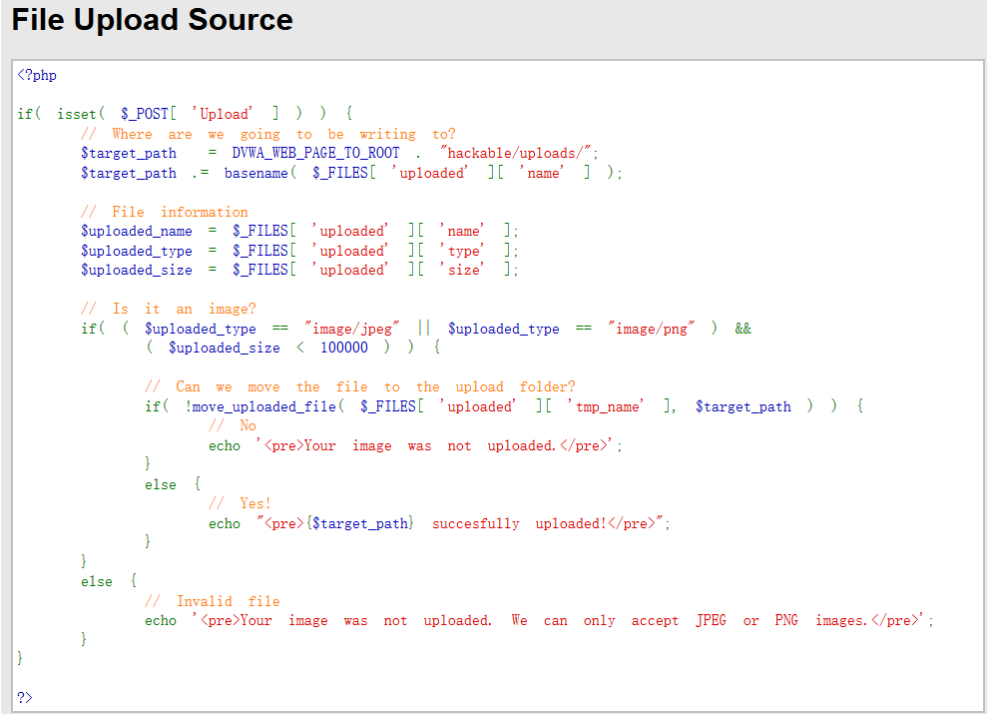 File Upload Source
<?php
if( isset( $_POST[ 'Upload' ] ) ) {
// Where are we going to be writing to?
$target_path = DVWA_WEB_PAGE_TO_ROOT . "hackable/uploads/";
$target_path .= basename( $_FILES[ 'uploaded' ][ 'name' ] );
// File information
$uploaded_name = $_FILES[ 'uploaded' ][ 'name' ];
$uploaded_type = $_FILES[ 'uploaded' ][ 'type' ];
$uploaded_size = $_FILES[ 'uploaded' ][ 'size' ];
// Is it an image?
if( ( $uploaded_type == "image/jpeg" || $uploaded_type == "image/png" ) &&
( $uploaded_size < 100000 ) ) {
// Can we move the file to the upload folder?
if( !move_uploaded_file( $_FILES[ 'uploaded' ][ 'tmp_name' ], $target_path ) ) {
// No
echo '<pre>Your image was not uploaded.</pre>';
}
else {
// Yes!
echo "<pre>{$target_path} succesfully uploaded!</pre>";
}
}
else {
// Invalid file
echo '<pre>Your image was not uploaded. We can only accept JPEG or PNG images.</pre>';
}
}
?>